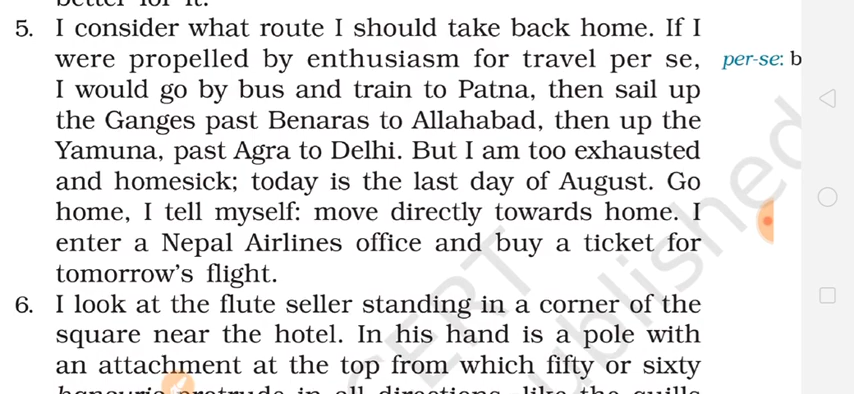 5. I consider what route I should take back home. If I
were propelled by enthusiasm for travel per se, per-se: b
I would go by bus and train to Patna, then sail up
the Ganges past Benaras to Allahabad, then up the
Yamuna, past Agra to Delhi. But I am too exhausted
and homesick; today is the last day of August. Go
home, I tell myself: move directly towards home. I
enter a Nepal Airlines office and buy a ticket for
tomorrow's flight.
6. I look at the flute seller standing in a corner of the
square near the hotel. In his hand is a pole with
an attachment at the top from which fifty or sixty